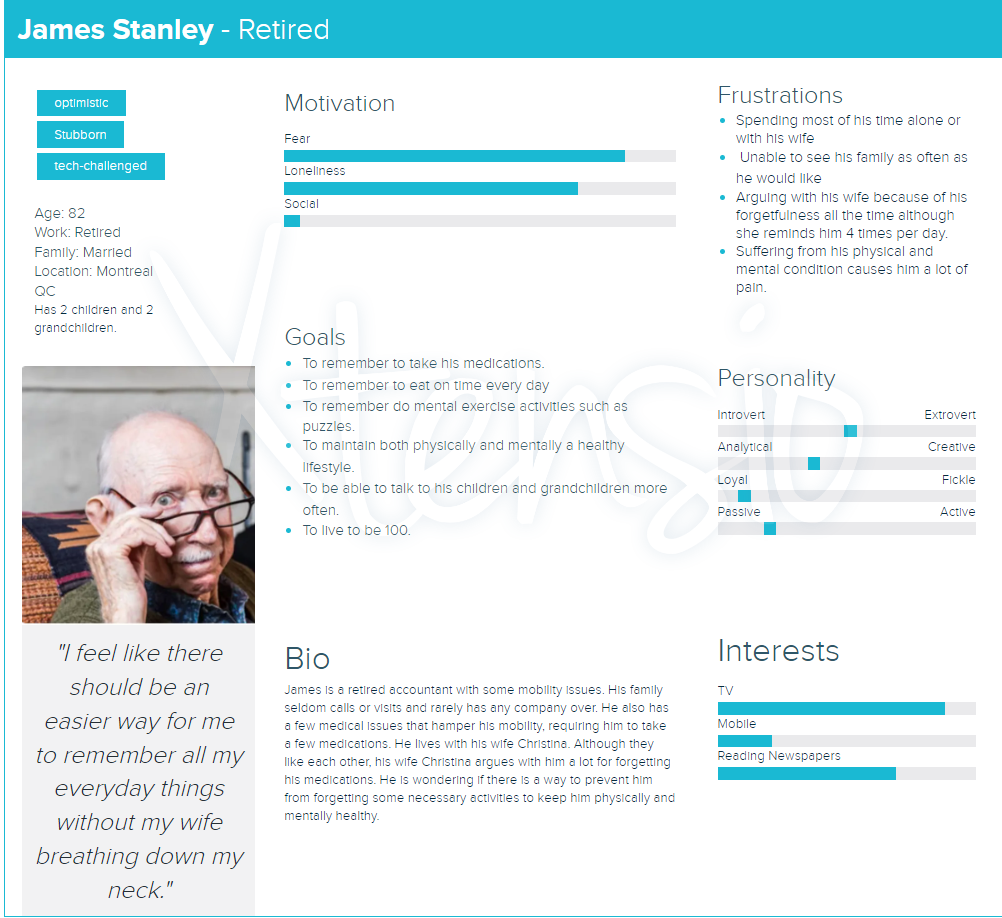 James Stanley - Retired
optimistic
Stubborn
tech-challenged
Age: 82
Work: Retired
Family: Married
Location: Montreal
QC
Has 2 children and 2
grandchildren.
"I feel like there
should be an
easier way for me
to remember all my
everyday things
without my wife
breathing down my
neck."
Motivation
Fear
Loneliness
Social
Goals
To remember to take his medications.
To remember to eat on time every day
To remember do mental exercise activities such as
puzzles.
To maintain both physically and mentally a healthy
lifestyle.
To be able to talk to his children and grandchildren more
often.
To live to be 100.
Bio
James is a retired accountant with some mobility issues. His family
seldom calls or visits and rarely has any company over. He also has
a few medical issues that hamper his mobility, requiring him to take
a few medications. He lives with his wife Christina. Although they
like each other, his wife Christina argues with him a lot for forgetting
his medications. He is wondering if there is a way to prevent him
from forgetting some necessary activities to keep him physically and
mentally healthy.
Frustrations
Spending most of his time alone or
with his wife
Unable to see his family as often as
he would like
Arguing with his wife because of his
forgetfulness all the time although
she reminds him 4 times per day.
Suffering from his physical and
mental condition causes him a lot of
pain.
Personality
Introvert Extrovert
Analytical Creative
Loyal Fickle
Passive Active
Interests
TV
Mobile
Reading Newspapers
Xtensio